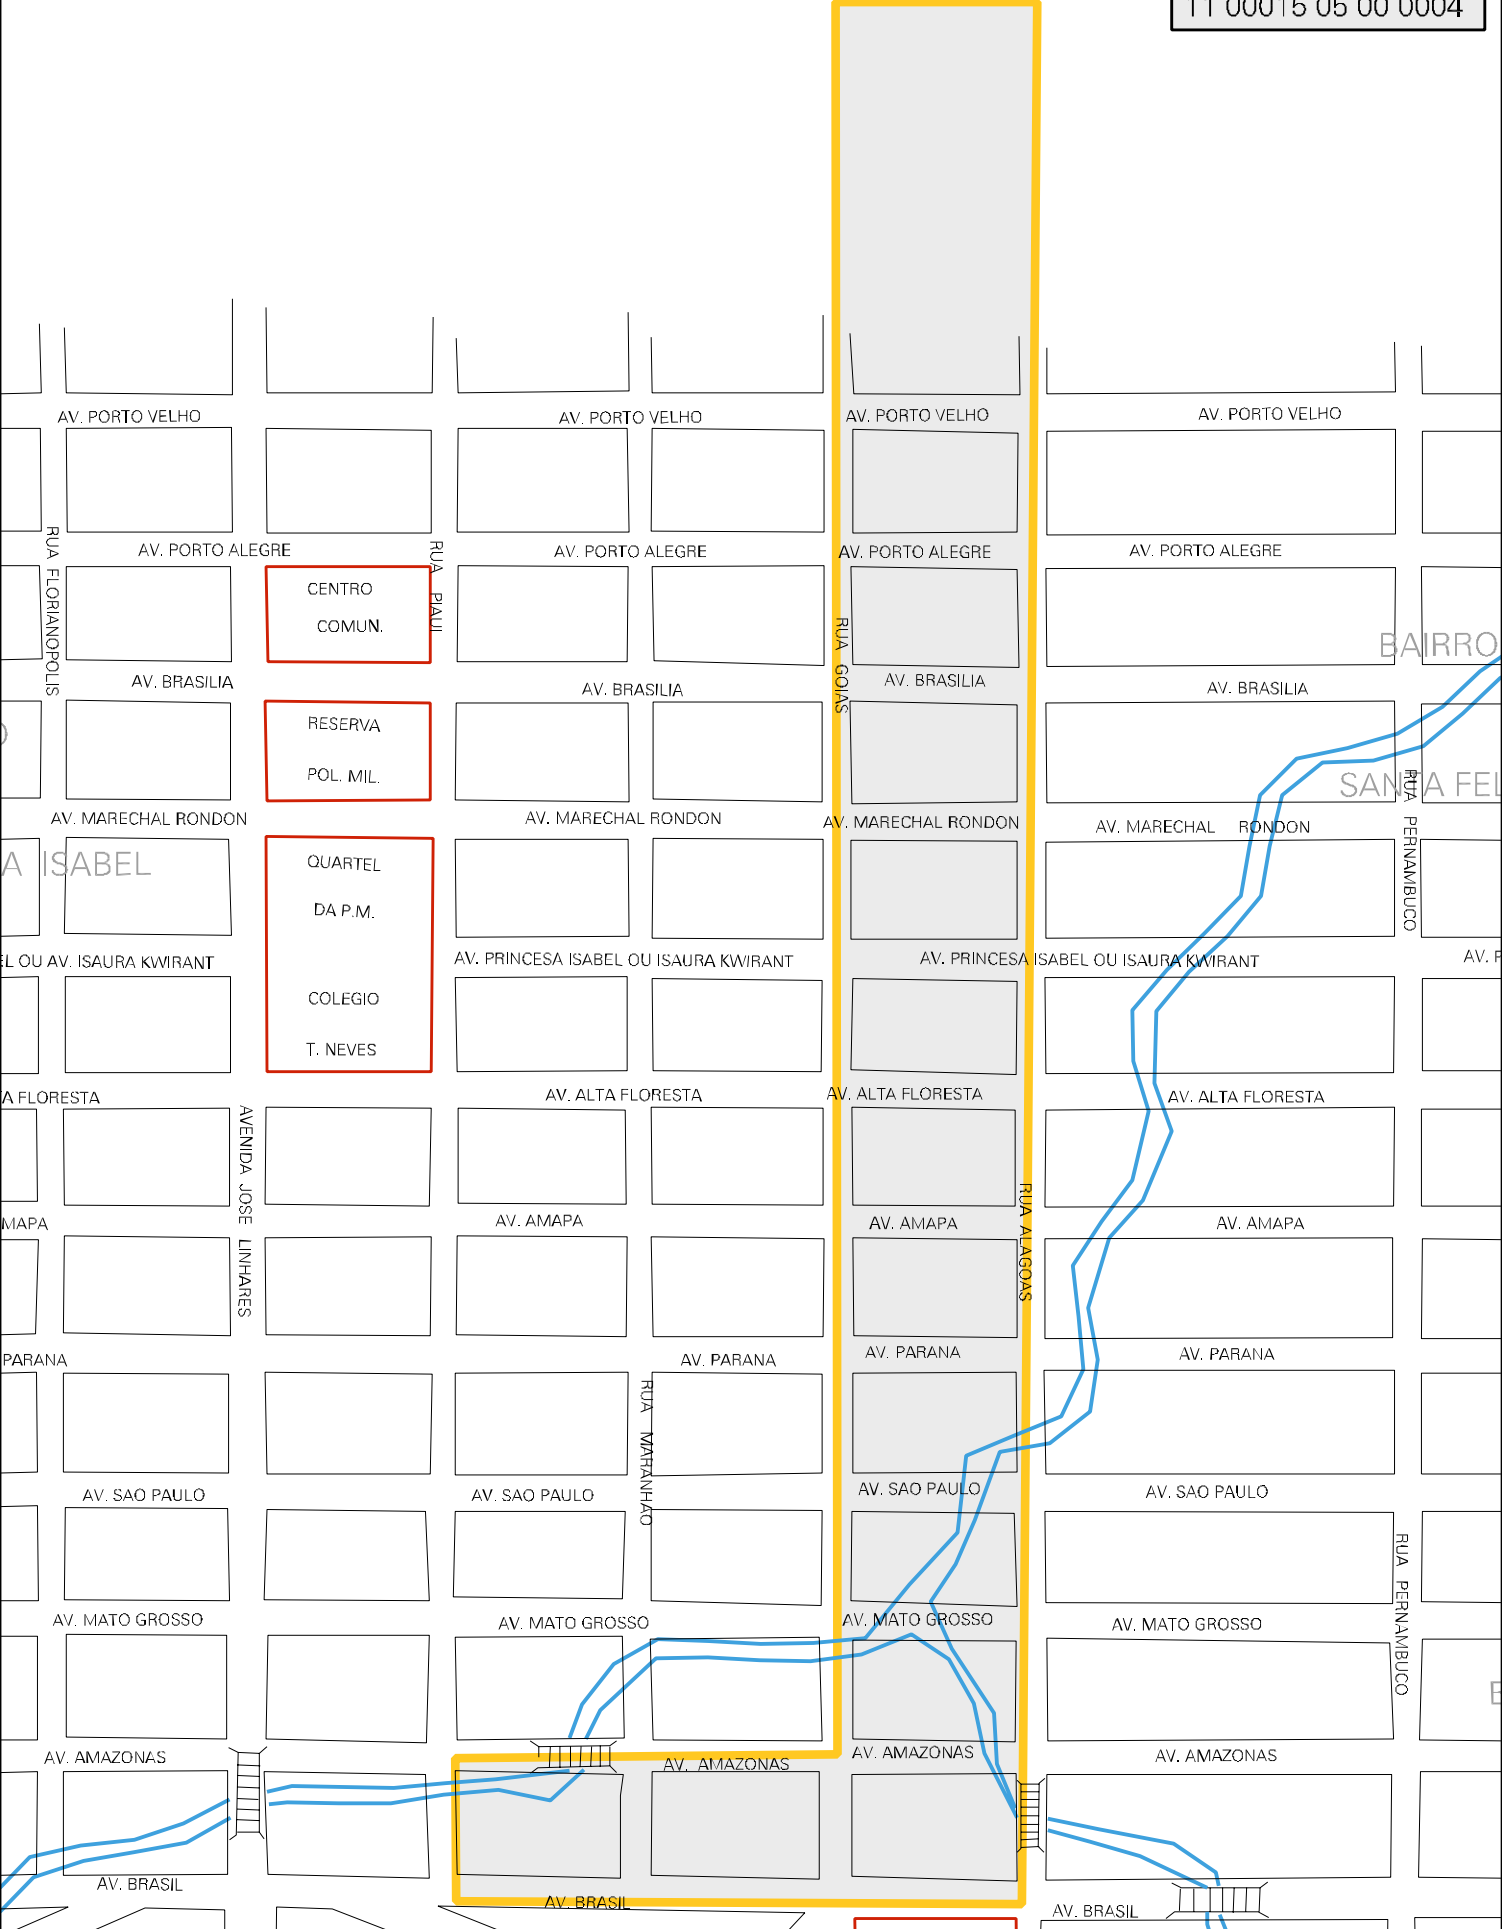 11 00015 05 00 0004
AV. PORTO VELHO
AV. PORTO VELHO
AV. PORTO VELHO
AV. PORTO VELHO
RUA FLORIANOPOLIS
AV. PORTO ALEGRE
RUA PIAUI
AV. PORTO ALEGRE
AV. PORTO ALEGRE
AV. PORTO ALEGRE
CENTRO
COMUN.
RUA GOIAS
BAIRRO
AV. BRASILIA
AV. BRASILIA
AV. BRASILIA
AV. BRASILIA
RESERVA
POL. MIL.
SANTA FEL
RUA PERNAMBUCO
AV. MARECHAL RONDON
AV. MARECHAL RONDON
AV. MARECHAL RONDON
AV. MARECHAL RONDON
A ISABEL
QUARTEL
DA P.M.
EL OU AV. ISAURA KWIRANT
AV. PRINCESA ISABEL OU ISAURA KWIRANT
AV. PRINCESA ISABEL OU ISAURA KWIRANT
AV. P
COLEGIO
T. NEVES
TA FLORESTA
AV. ALTA FLORESTA
AV. ALTA FLORESTA
AV. ALTA FLORESTA
AVENIDA JOSE LINHARES
RUA ALAGOAS
MAPA
AV. AMAPA
AV. AMAPA
AV. AMAPA
PARANA
AV. PARANA
AV. PARANA
AV. PARANA
RUA MARANHAO
AV. SAO PAULO
AV. SAO PAULO
AV. SAO PAULO
AV. SAO PAULO
RUA PERNAMBUCO
AV. MATO GROSSO
AV. MATO GROSSO
AV. MATO GROSSO
AV. MATO GROSSO
AV. AMAZONAS
AV. AMAZONAS
AV. AMAZONAS
AV. AMAZONAS
AV. BRASIL
AV. BRASIL
AV. BRASIL